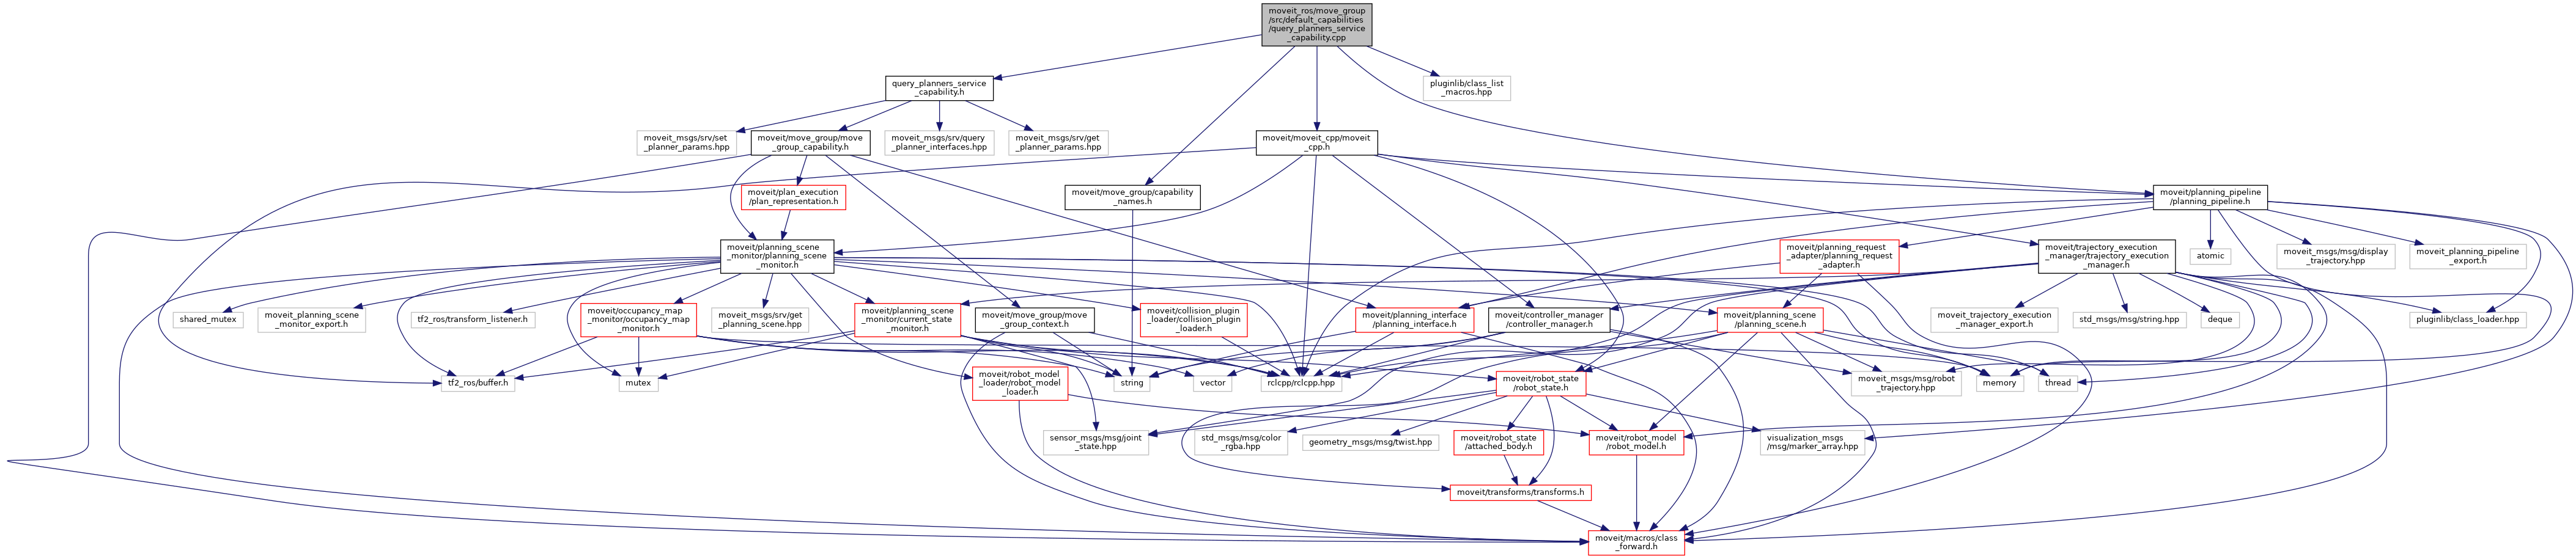 moveit_ros/move_group
/src/default_capabilities
/query_planners_service
_capability.cpp
query_planners_service
_capability.h
pluginlib/class_list
_macros.hpp
moveit_msgs/srv/set
_planner_params.hpp
moveit/move_group/move
_group_capability.h
moveit_msgs/srv/query
_planner_interfaces.hpp
moveit_msgs/srv/get
_planner_params.hpp
moveit/moveit_cpp/moveit
_cpp.h
moveit/plan_execution
/plan_representation.h
moveit/move_group/capability
_names.h
moveit/planning_pipeline
/planning_pipeline.h
moveit/planning_scene
_monitor/planning_scene
_monitor.h
moveit/planning_request
_adapter/planning_request
_adapter.h
moveit/trajectory_execution
_manager/trajectory_execution
_manager.h
atomic
moveit_msgs/msg/display
_trajectory.hpp
moveit_planning_pipeline
_export.h
shared_mutex
moveit_planning_scene
_monitor_export.h
tf2_ros/transform_listener.h
moveit/occupancy_map
_monitor/occupancy_map
_monitor.h
moveit_msgs/srv/get
_planning_scene.hpp
moveit/planning_scene
_monitor/current_state
_monitor.h
moveit/move_group/move
_group_context.h
moveit/collision_plugin
_loader/collision_plugin
_loader.h
moveit/planning_interface
/planning_interface.h
moveit/controller_manager
/controller_manager.h
moveit/planning_scene
/planning_scene.h
moveit_trajectory_execution
_manager_export.h
std_msgs/msg/string.hpp
deque
pluginlib/class_loader.hpp
tf2_ros/buffer.h
mutex
moveit/robot_model
_loader/robot_model
_loader.h
string
vector
rclcpp/rclcpp.hpp
moveit/robot_state
/robot_state.h
moveit_msgs/msg/robot
_trajectory.hpp
memory
thread
sensor_msgs/msg/joint
_state.hpp
std_msgs/msg/color
_rgba.hpp
geometry_msgs/msg/twist.hpp
moveit/robot_state
/attached_body.h
moveit/robot_model
/robot_model.h
visualization_msgs
/msg/marker_array.hpp
moveit/transforms/transforms.h
moveit/macros/class
_forward.h